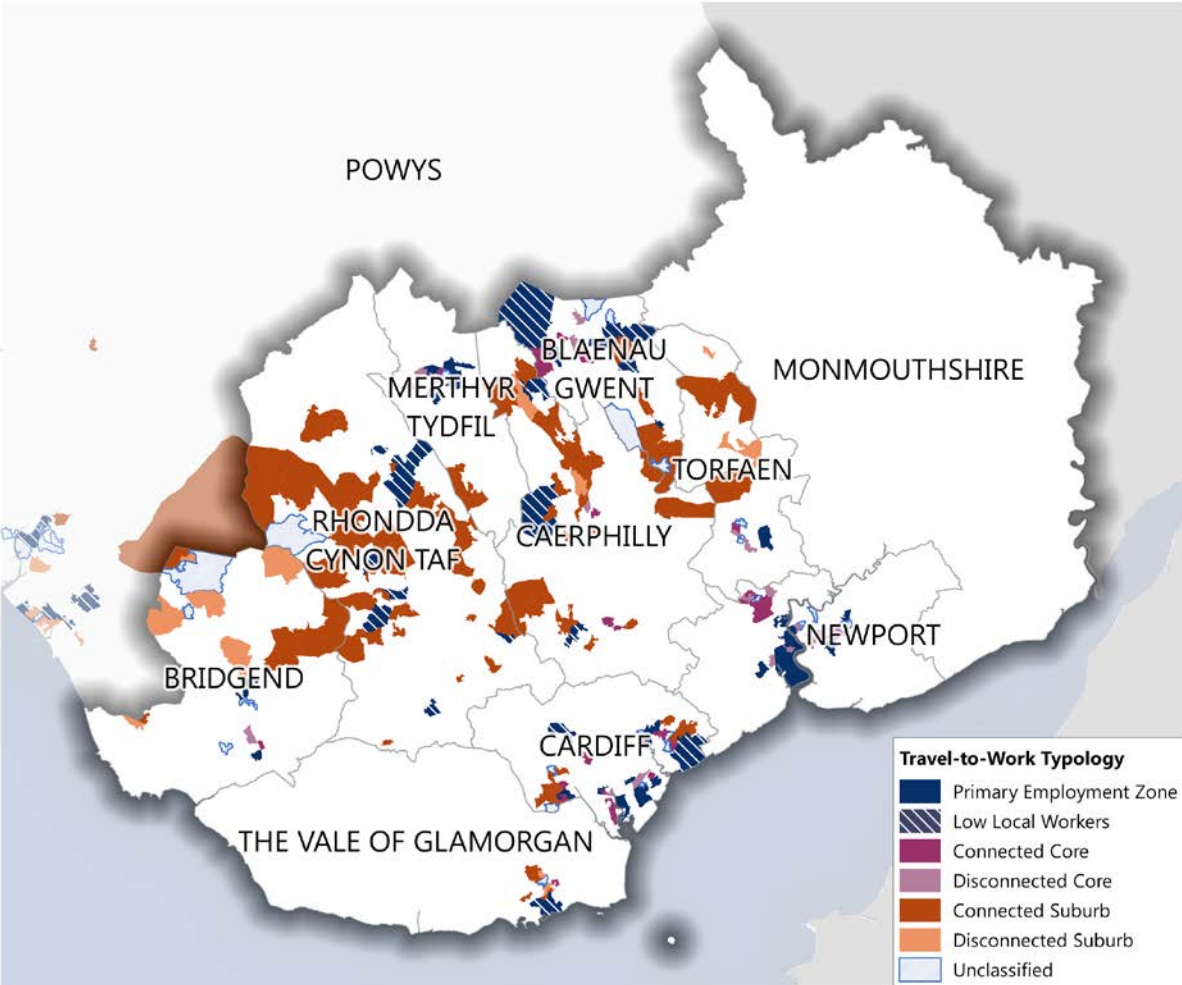 POWYS
MONMOUTHSHIRE
BLAENAU
GWENT
MERTHYR
TYDFIL
TORFAEN
RHONDDA
CYNON TAF
CAERPHILLY
NEWPORT
BRIDGEND
CARDIFF
THE VALE OF GLAMORGAN
Travel-to-Work Typology
Primary Employment Zone
Low Local Workers
Connected Core
Disconnected Core
Connected Suburb
Disconnected Suburb
Unclassified